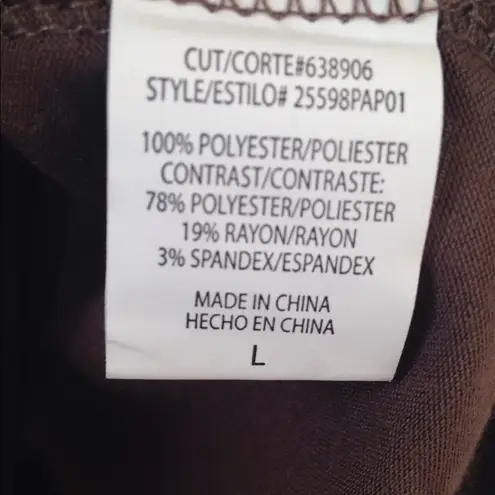 CUT/CORTE#638906
STYLE/ESTILO# 25598PAP01
100% POLYESTER/POLIESTER
CONTRAST/CONTRASTE:
78% POLYESTER/POLIESTER
19% RAYON/RAYON
3% SPANDEX/ESPANDEX
MADE IN CHINA
HECHO EN CHINA
L